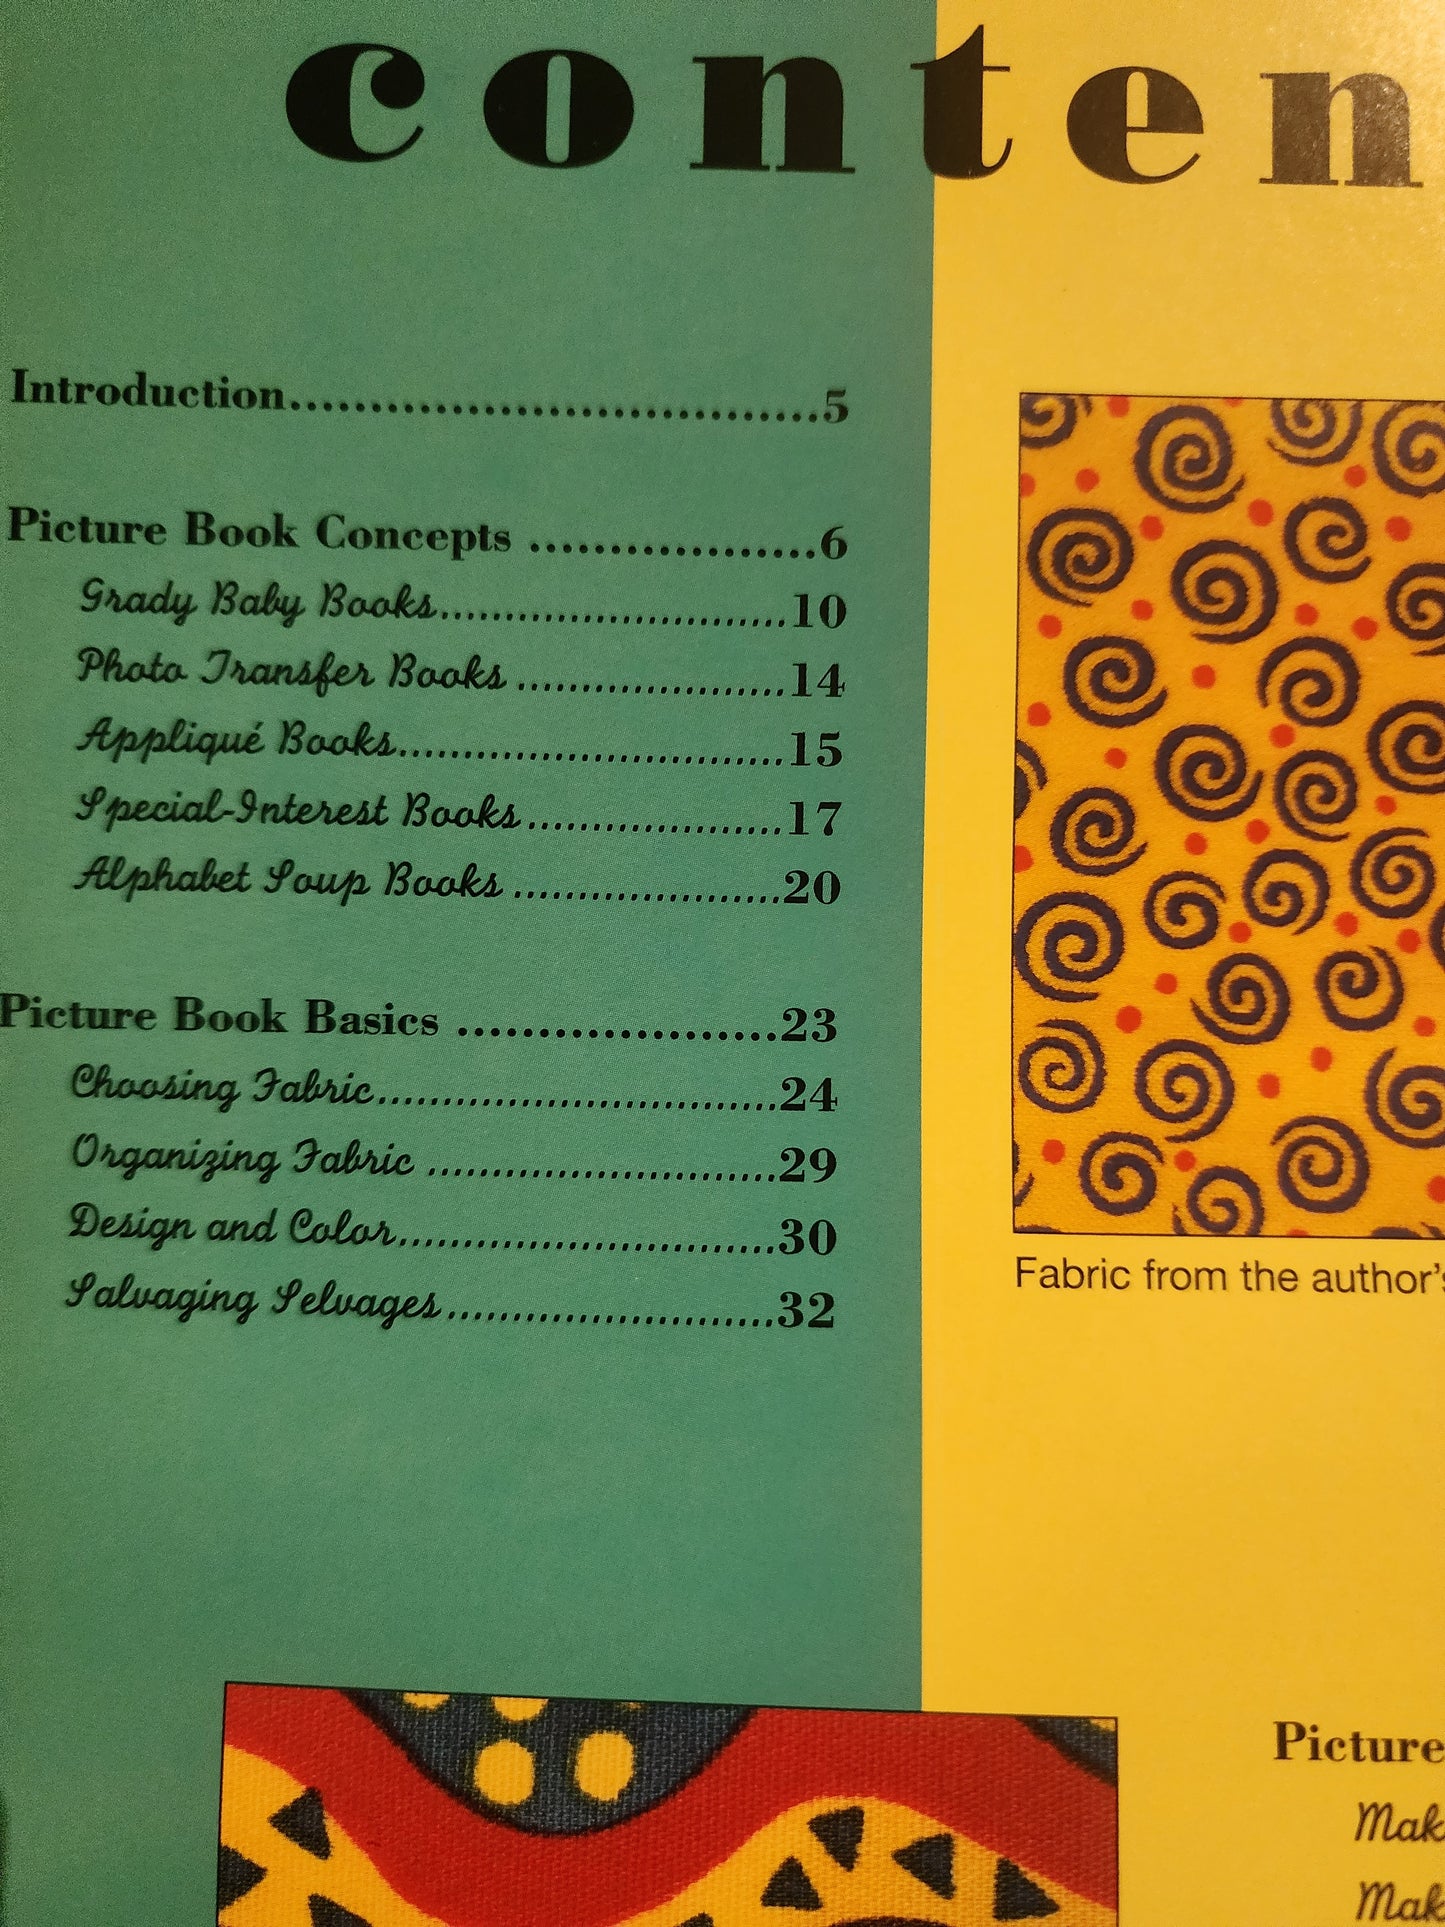 conten
Introduction.................................5
Picture Book Concepts ..................6
Grady Baby Books...........................10
Photo Transfer Books .....................14
Appliqué Books..............................15
Special-Interest Books....................17
Alphabet Soup Books .....................20
Picture Book Basics ....................23
Choosing Fabric...............................24
Organizing Fabric ...........................29
Design and Color.............................30
Salvaging Selvages.........................32
Fabric from the author's
Picture
Mak
Mak